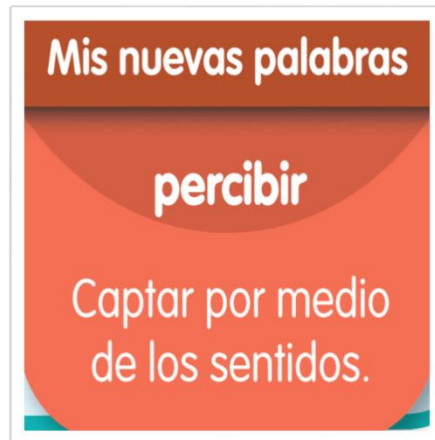 Mis nuevas palabras
percibir
Captar por medio
de los sentidos.